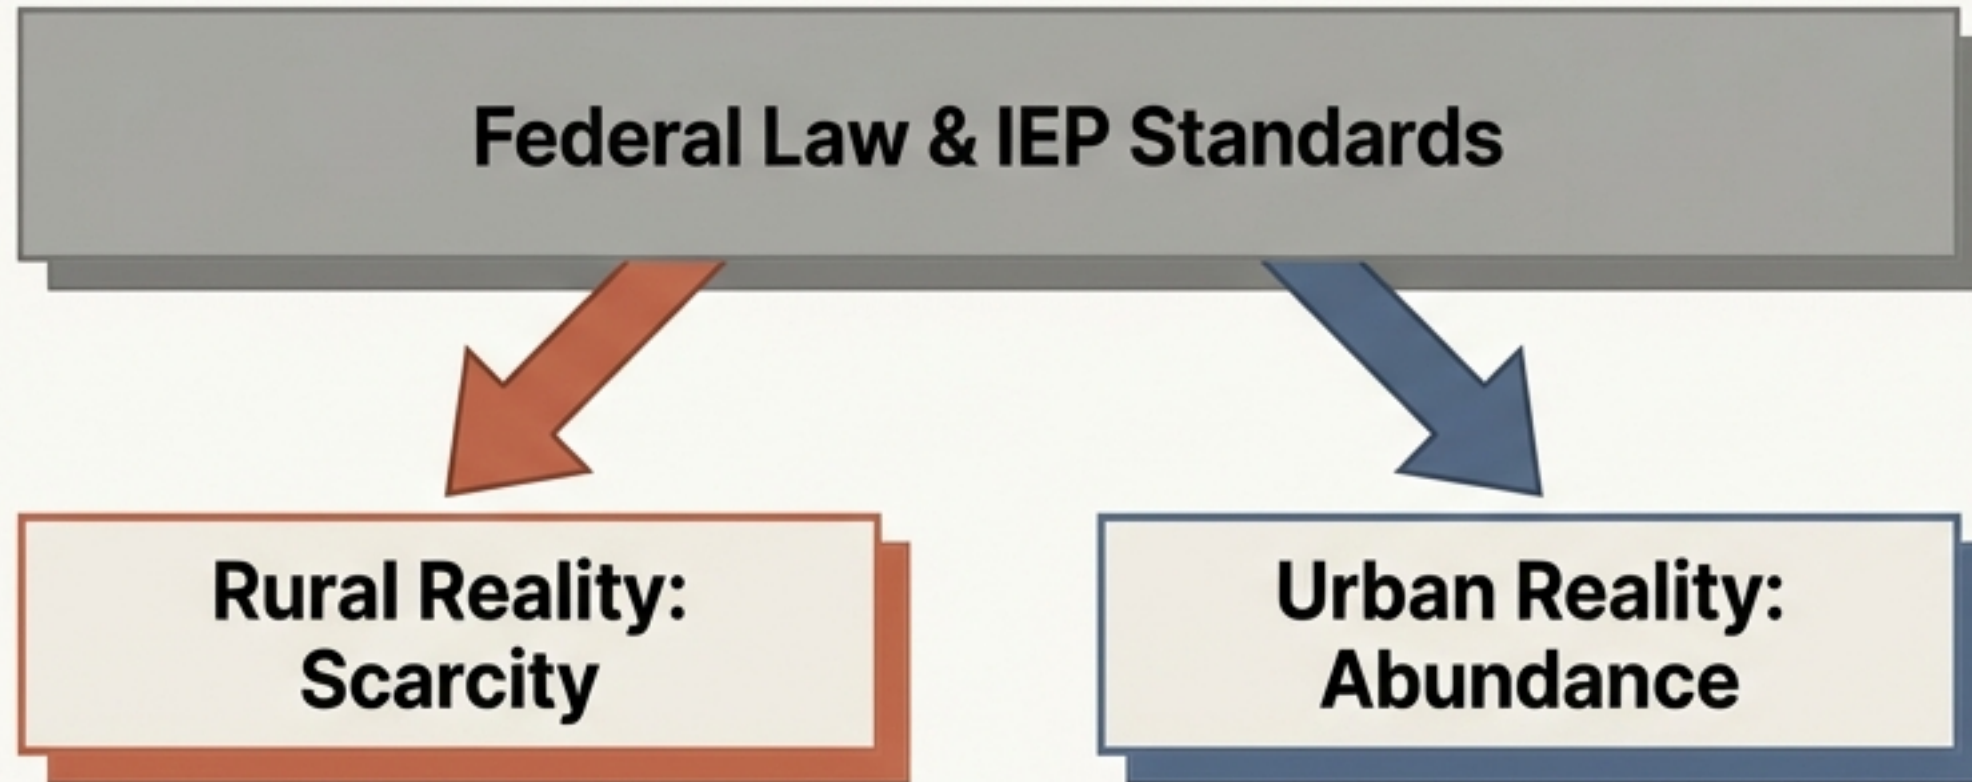 Federal Law & IEP Standards
Rural Reality:
Scarcity
Urban Reality:
Abundance